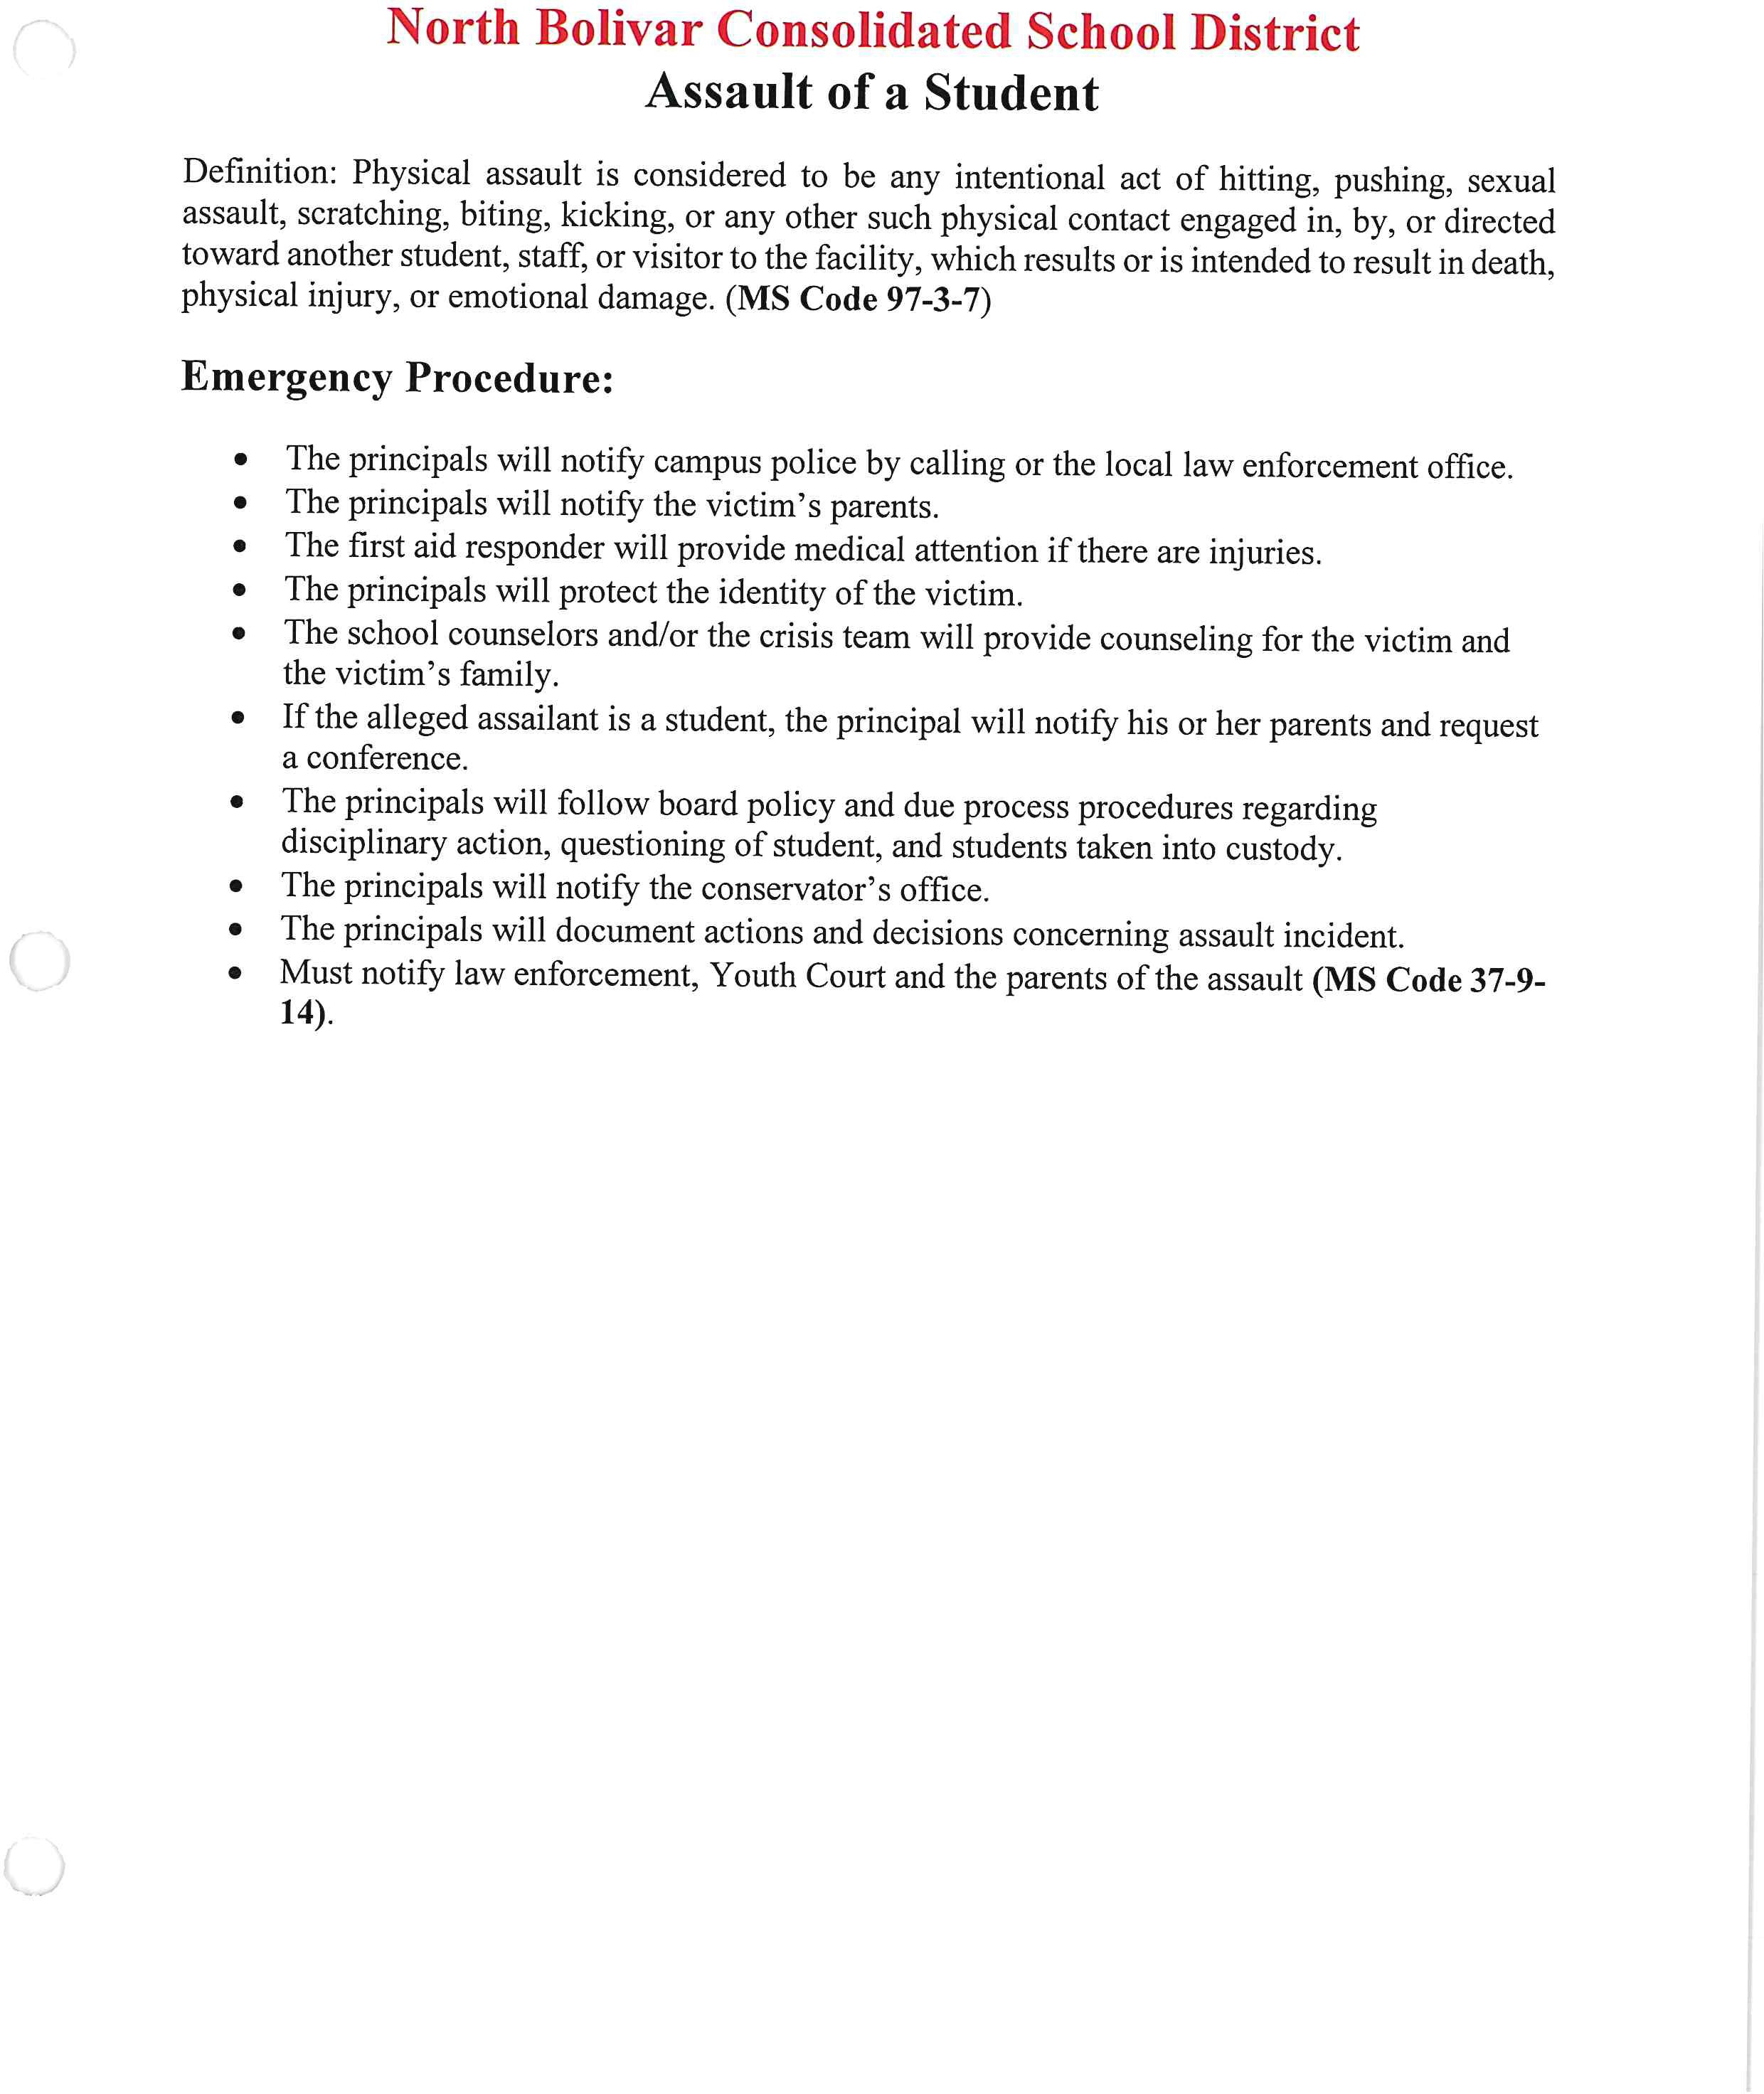 North Bolivar Consolidated School District
Assault of a Student
Definition: Physical assault is considered to be any intentional act of hitting, pushing, sexual
assault, scratching, biting, kicking, or any other such physical contact engaged in, by, or directed
toward another student, staff, or visitor to the facility, which results or is intended to result in death,
physical injury, or emotional damage. (MS Code 97-3-7)
Emergency Procedure:
• The principals will notify campus police by calling or the local law enforcement office.
• The principals will notify the victim's parents.
• The first aid responder will provide medical attention if there are injuries.
• The principals will protect the identity of the victim.
• The school counselors and/or the crisis team will provide counseling for the victim and
the victim's family.
• If the alleged assailant is a student, the principal will notify his or her parents and request
a conference.
• The principals will follow board policy and due process procedures regarding
disciplinary action, questioning of student, and students taken into custody.
• The principals will notify the conservator's office.
• The principals will document actions and decisions concerning assault incident.
• Must notify law enforcement, Youth Court and the parents of the assault (MS Code 37-9-
14).